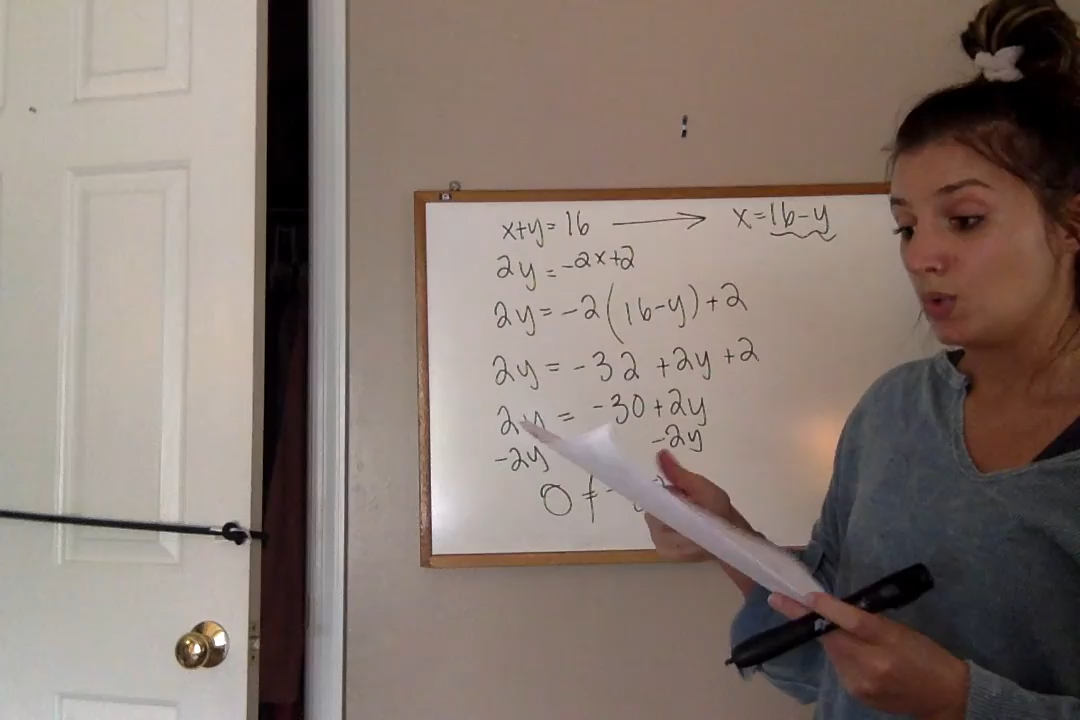 x+y=16 ⟶ x=16-y
2y=-2x+2
2y=-2(16-y)+2
2y=-32+2y+2
2y=-30+2y
-2y -2y
0≠-